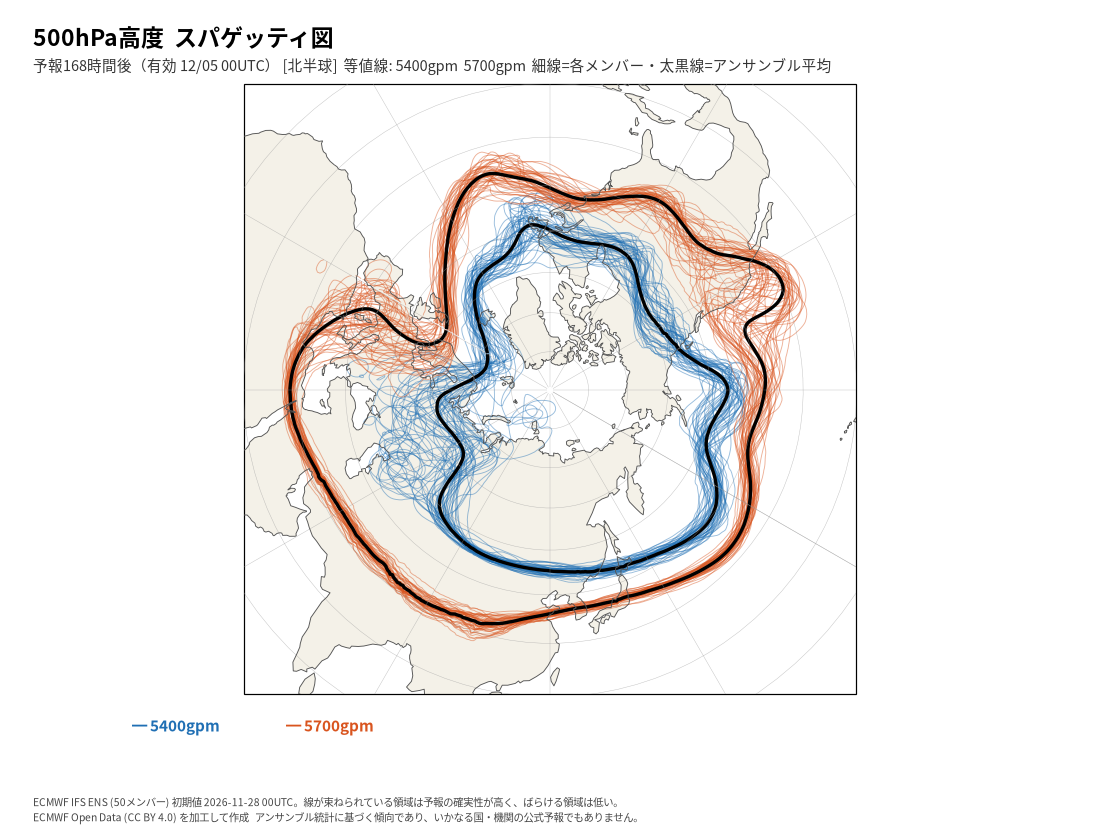 500hPa高度 スパゲッティ図
予報168時間後（有効 12/05 00UTC） [北半球] 等値線: 5400gpm 5700gpm 細線=各メンバー・太黒線=アンサンブル平均
5400gpm
5700gpm
ECMWF IFS ENS (50メンバー) 初期値 2026-11-28 00UTC。線が束ねられている領域は予報の確実性が高く、ばらける領域は低い。
ECMWF Open Data (CC BY 4.0) を加工して作成 アンサンブル統計に基づく傾向であり、いかなる国・機関の公式予報でもありません。